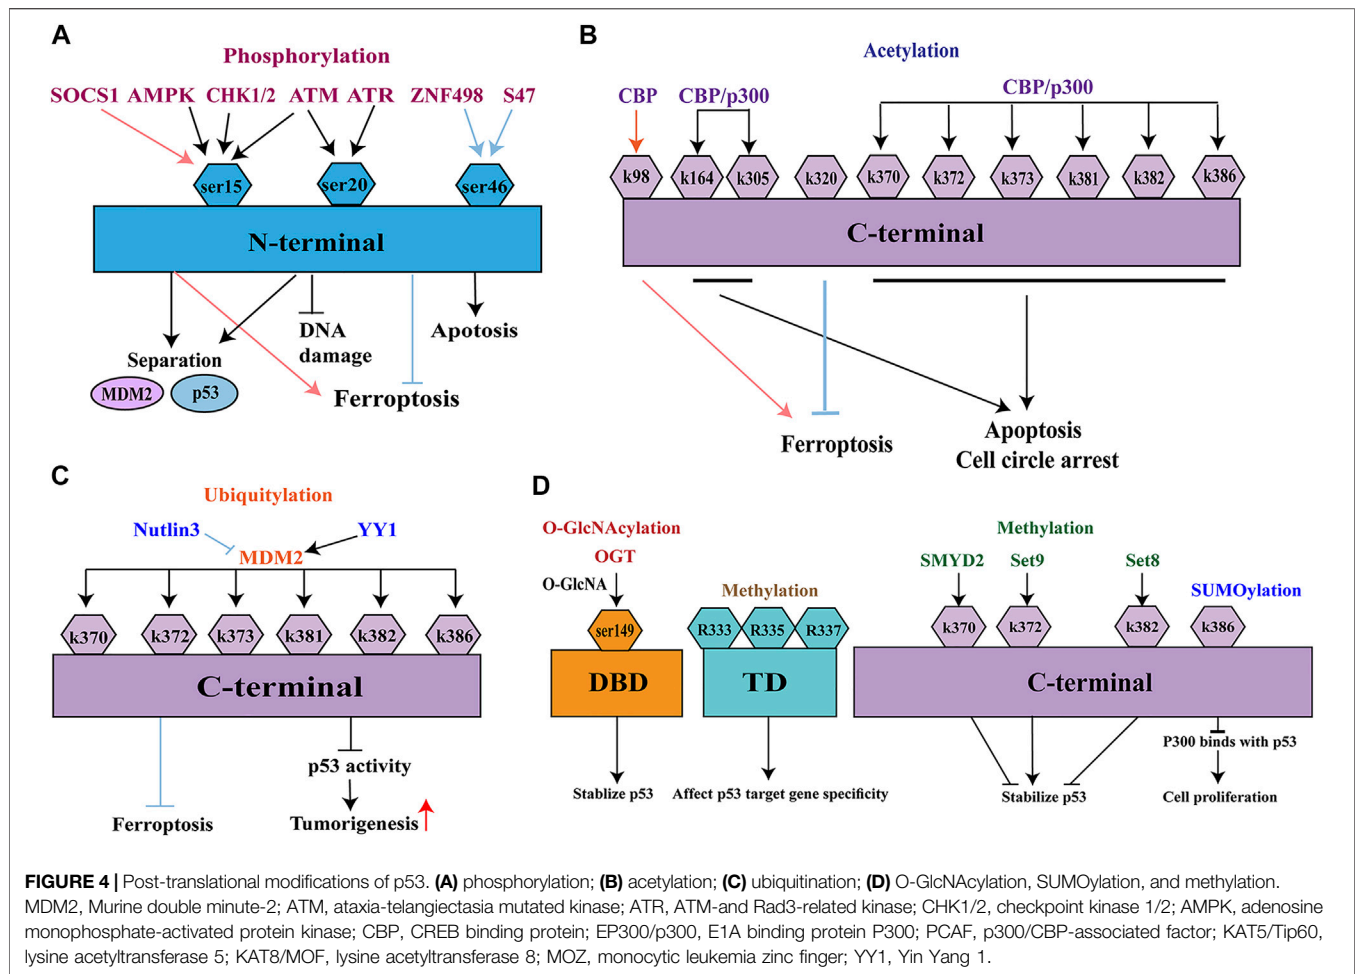 A
Phosphorylation
SOCS1 AMPK CHK1/2 ATM ATR ZNF498 S47
ser15 ser20 ser46
N-terminal
Separation
MDM2 p53
DNA
damage
Apotosis
Ferroptosis
B
Acetylation
CBP CBP/p300 CBP/p300
k98 k164 k305 k320 k370 k372 k373 k381 k382 k386
C-terminal
Ferroptosis
Apoptosis
Cell circle arrest
C
Ubiquitylation
Nutlin3 YY1
MDM2
k370 k372 k373 k381 k382 k386
C-terminal
p53 activity
Ferroptosis Tumorigenesis
D
O-GlcNAcylation
OGT
O-GlcNA
ser149
DBD
Stablize p53
Methylation
R333 R335 R337
TD
Affect p53 target gene specificity
Methylation
SMYD2 Set9 Set8
SUMOylation
k370 k372 k382 k386
C-terminal
P300 binds with p53
Stabilize p53 Cell proliferation
FIGURE 4 | Post-translational modifications of p53. (A) phosphorylation; (B) acetylation; (C) ubiquitination; (D) O-GlcNAcylation, SUMOylation, and methylation.
MDM2, Murine double minute-2; ATM, ataxia-telangiectasia mutated kinase; ATR, ATM-and Rad3-related kinase; CHK1/2, checkpoint kinase 1/2; AMPK, adenosine
monophosphate-activated protein kinase; CBP, CREB binding protein; EP300/p300, E1A binding protein P300; PCAF, p300/CBP-associated factor; KAT5/Tip60,
lysine acetyltransferase 5; KAT8/MOF, lysine acetyltransferase 8; MOZ, monocytic leukemia zinc finger; YY1, Yin Yang 1.